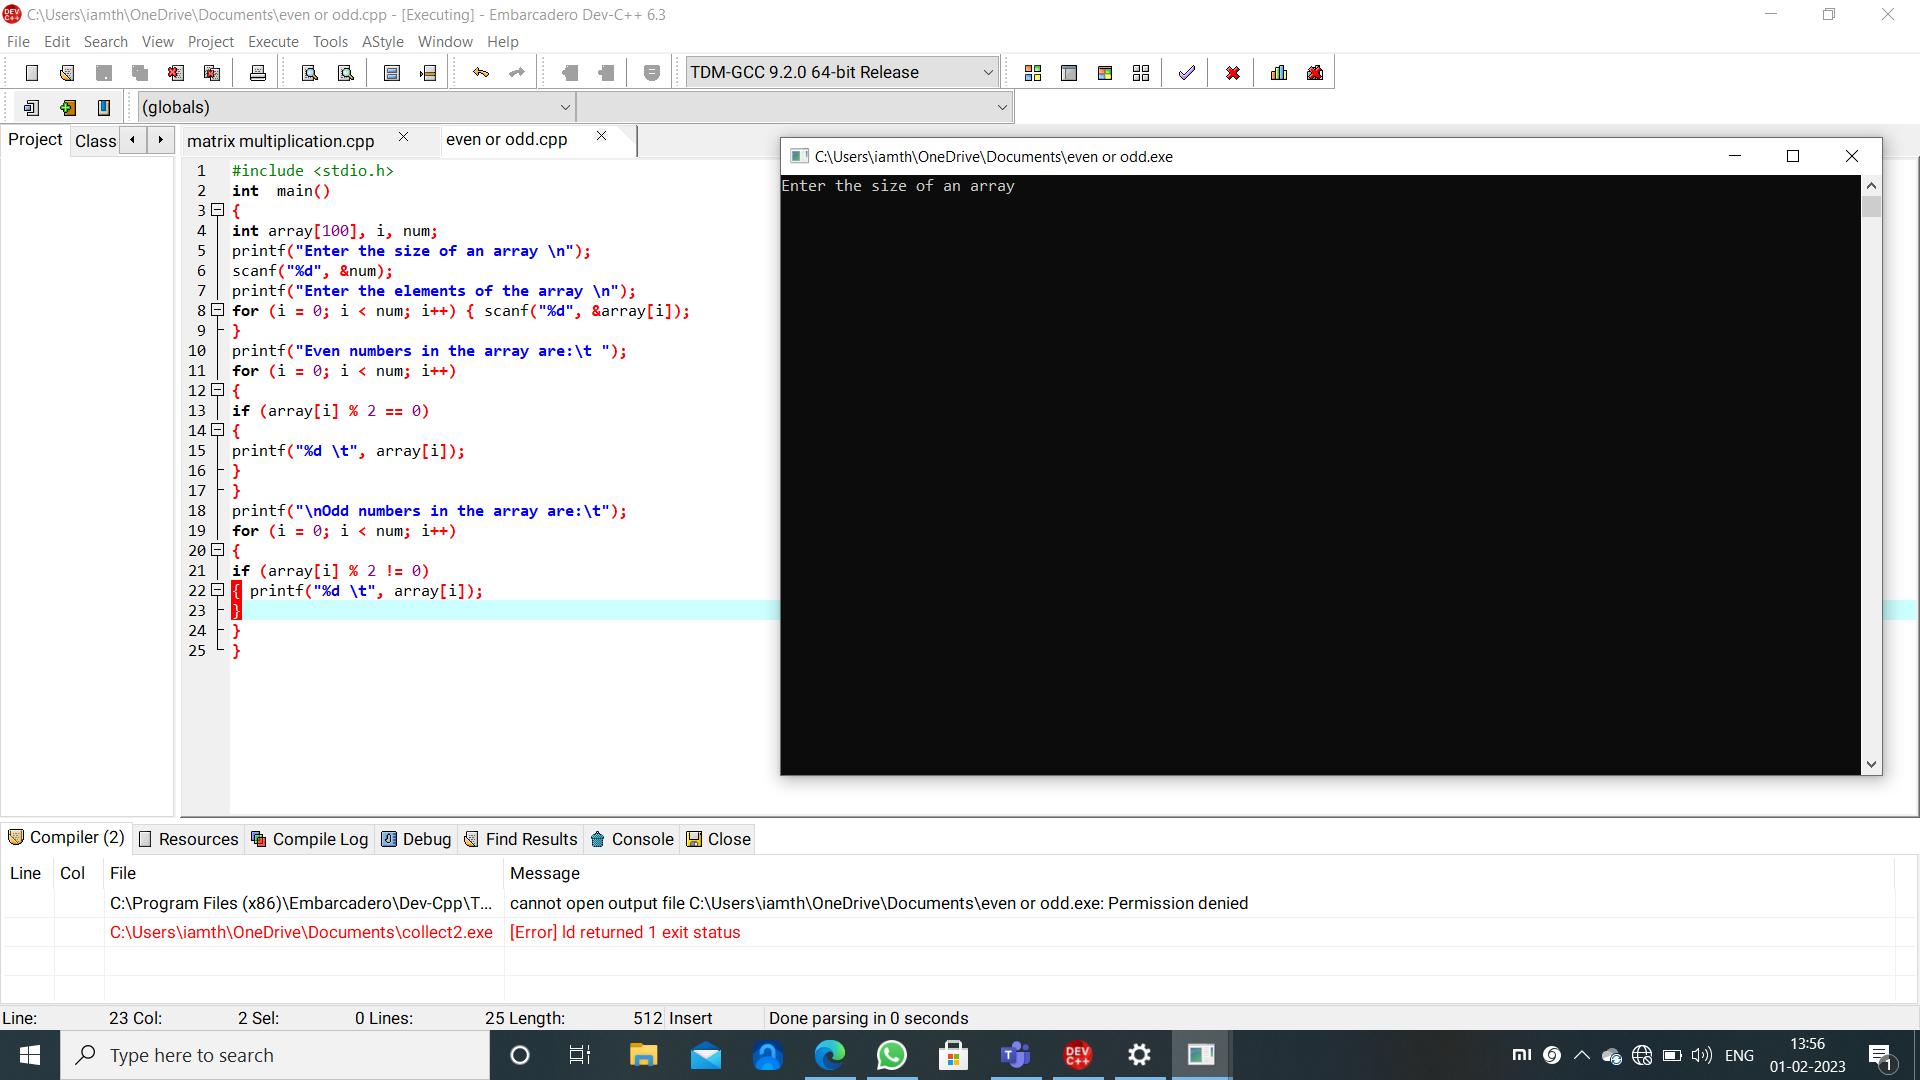 C:\Users\iamth\OneDrive\Documents\even or odd.cpp - [Executing] - Embarcadero Dev-C++ 6.3
File Edit Search View Project Execute Tools AStyle Window Help
TDM-GCC 9.2.0 64-bit Release
(globals)
Project Class matrix multiplication.cpp even or odd.cpp
1 #include <stdio.h>
2 int  main()
3 {
4 int array[100], i, num;
5 printf("Enter the size of an array \n");
6 scanf("%d", &num);
7 printf("Enter the elements of the array \n");
8 for (i = 0; i < num; i++) { scanf("%d", &array[i]);
9 }
10 printf("Even numbers in the array are:\t ");
11 for (i = 0; i < num; i++)
12 {
13 if (array[i] % 2 == 0)
14 {
15 printf("%d \t", array[i]);
16 }
17 }
18 printf("\nOdd numbers in the array are:\t");
19 for (i = 0; i < num; i++)
20 {
21 if (array[i] % 2 != 0)
22 { printf("%d \t", array[i]);
23 }
24 }
25 }
C:\Users\iamth\OneDrive\Documents\even or odd.exe
Enter the size of an array
Compiler (2) Resources Compile Log Debug Find Results Console Close
Line Col File Message
C:\Program Files (x86)\Embarcadero\Dev-Cpp\T... cannot open output file C:\Users\iamth\OneDrive\Documents\even or odd.exe: Permission denied
C:\Users\iamth\OneDrive\Documents\collect2.exe [Error] ld returned 1 exit status
Line: 23 Col: 2 Sel: 0 Lines: 25 Length: 512 Insert Done parsing in 0 seconds
Type here to search
DEV C++
mi
ENG
13:56
01-02-2023
1